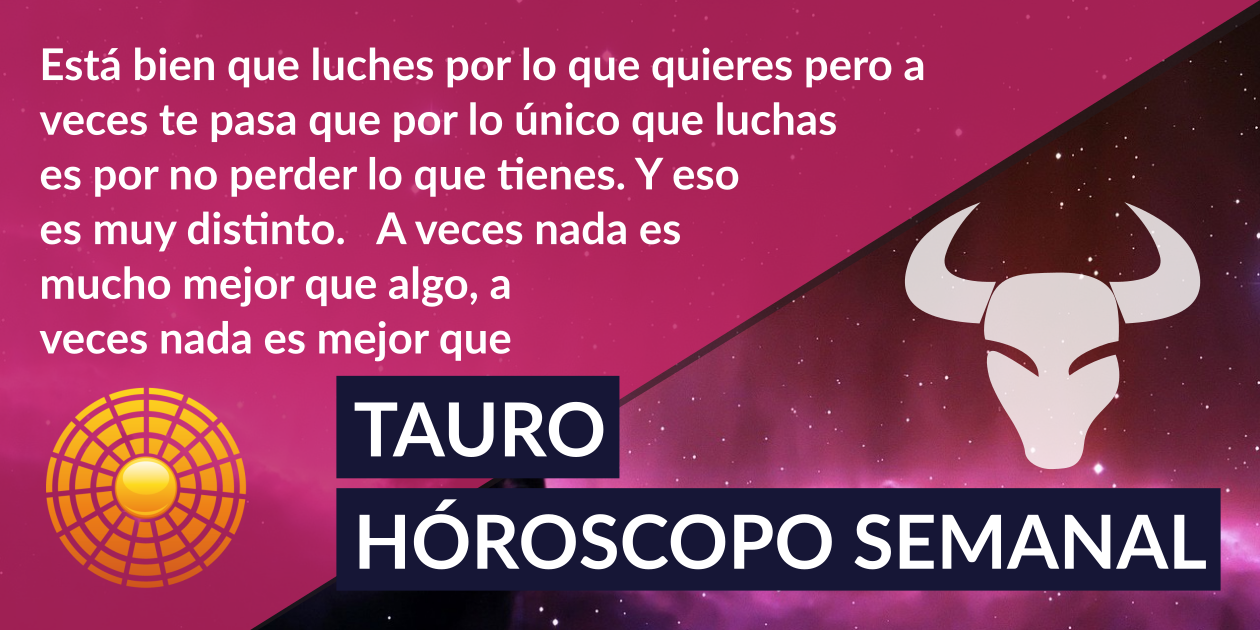 Está bien que luches por lo que quieres pero a
veces te pasa que por lo único que luchas
es por no perder lo que tienes. Y eso
es muy distinto.   A veces nada es
mucho mejor que algo, a
veces nada es mejor que
TAURO
HÓROSCOPO SEMANAL